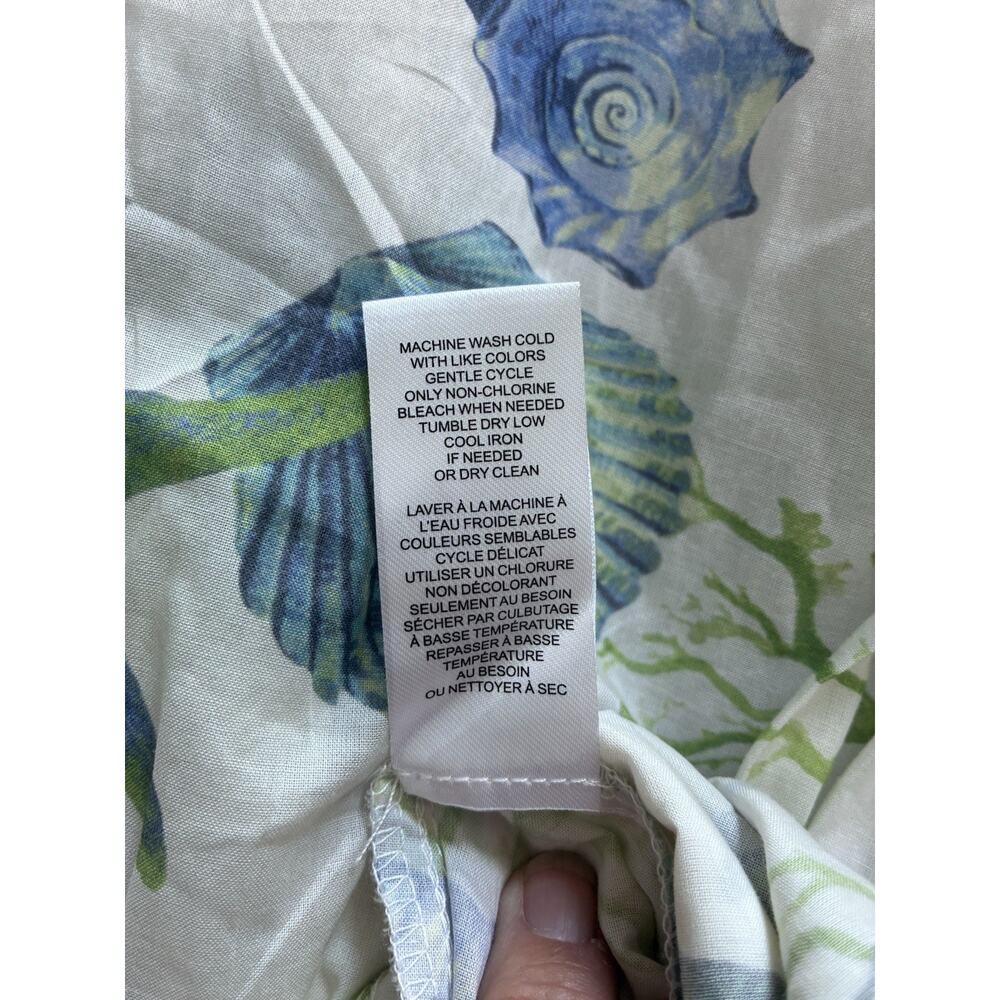 MACHINE WASH COLD
WITH LIKE COLORS
GENTLE CYCLE
ONLY NON-CHLORINE
BLEACH WHEN NEEDED
TUMBLE DRY LOW
COOL IRON
IF NEEDED
OR DRY CLEAN
LAVER À LA MACHINE À
L'EAU FROIDE AVEC
COULEURS SEMBLABLES
CYCLE DÉLICAT
UTILISER UN CHLORURE
NON DÉCOLORANT
SEULEMENT AU BESOIN
SÉCHER PAR CULBUTAGE
À BASSE TEMPÉRATURE
REPASSER À BASSE
TEMPÉRATURE
AU BESOIN
OU NETTOYER À SEC